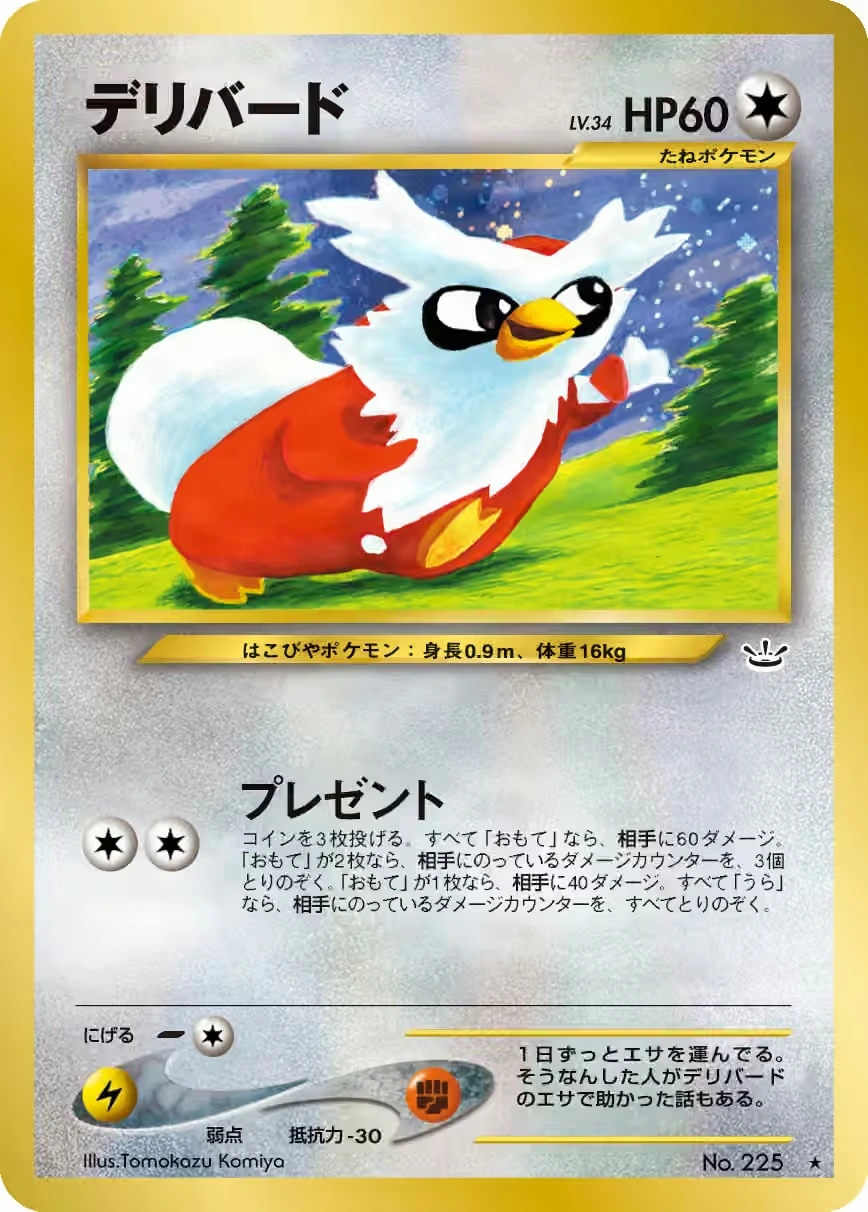 デリバード
LV.34 HP60
たねポケモン
はこびやポケモン：身長0.9m、体重16kg
プレゼント
コインを3枚投げる。すべて「おもて」なら、相手に60ダメージ。
「おもて」が2枚なら、相手にのっているダメージカウンターを、3個
とりのぞく。「おもて」が1枚なら、相手に40ダメージ。すべて「うら」
なら、相手にのっているダメージカウンターを、すべてとりのぞく。
にげる
弱点 抵抗力-30
1日ずっとエサを運んでる。
そうなんした人がデリバード
のエサで助かった話もある。
Illus.Tomokazu Komiya
No. 225 ★